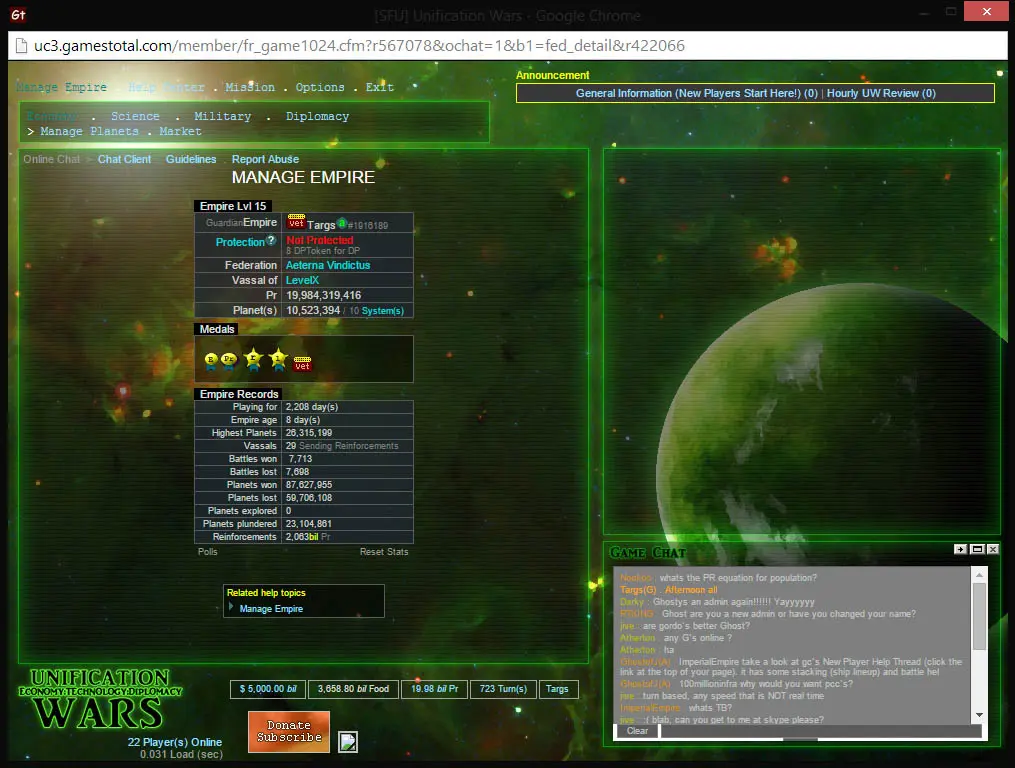 [SFU] Unification Wars - Google Chrome
uc3.gamestotal.com/member/fr_game1024.cfm?r567078&ochat=1&b1=fed_detail&r422066
Manage Empire . Help Center . Mission . Options . Exit
Announcement
General Information (New Players Start Here!) (0) | Hourly UW Review (0)
. Science . Military . Diplomacy
> Manage Planets . Market
Online Chat Chat Client Guidelines Report Abuse
MANAGE EMPIRE
Empire Lvl 15
GuardianEmpire vet Targs a #1916189
Protection? Not Protected
8 DPToken for DP
Federation Aeterna Vindictus
Vassal of LevelX
Pr 19,984,319,416
Planet(s) 10,523,394 / 10 System(s)
Medals
vet
Empire Records
Playing for 2,208 day(s)
Empire age 8 day(s)
Highest Planets 26,315,199
Vassals 29 Sending Reinforcements
Battles won 7,713
Battles lost 7,698
Planets won 87,627,955
Planets lost 59,706,108
Planets explored 0
Planets plundered 23,104,861
Reinforcements 2,063bil Pr
Polls Reset Stats
Related help topics
Manage Empire
GAME CHAT
whats the PR equation for population?
Targs(G) : Afternoon all
Darky : Ghostys an admin again!!!!!! Yayyyyyy
Ghost are you a new admin or have you changed your name?
jive : are gordo's better Ghost?
Atherton : any G's online ?
Atherton : ha
ImperialEmpire take a look at gc's New Player Help Thread (click the
link at the top of your page). it has some stacking (ship lineup) and battle hel
100millioninfra why would you want pcc's?
jive : turn based, any speed that is NOT real time
ImperialEmpire : whats TB?
jive : :( blab, can you get to me at skype please?
Clear
UNIFICATION
ECONOMY:TECHNOLOGY:DIPLOMACY
WARS
$ 5,000.00 bil 3,658.80 bil Food 19.98 bil Pr 723 Turn(s) Targs
Donate
Subscribe
22 Player(s) Online
0.031 Load (sec)